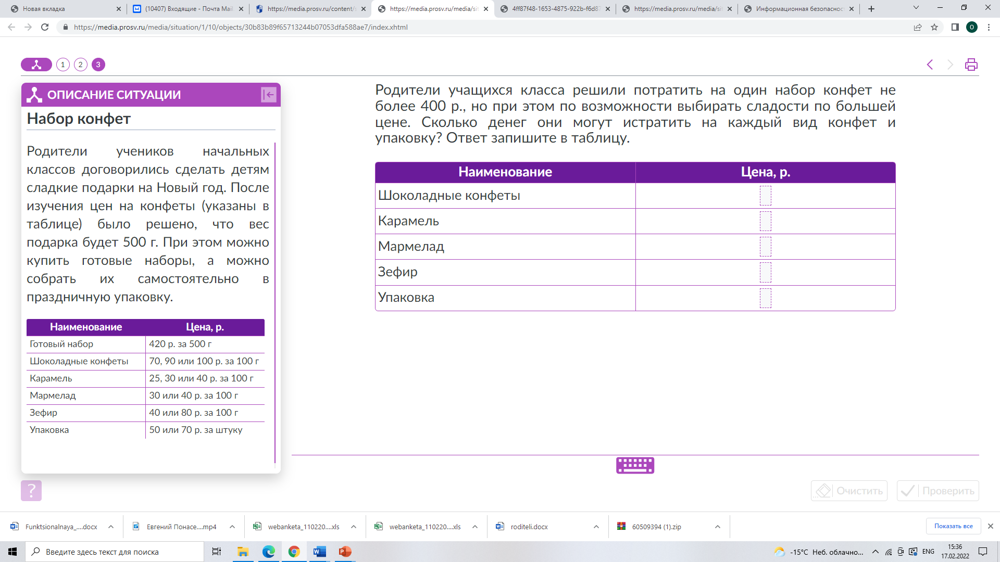 Новая вкладка
(10407) Входящие - Почта Mail
https://media.prosv.ru/content/s
https://media.prosv.ru/media/sit
4ff87f48-1653-4875-922b-f6d87
https://media.prosv.ru/media/sit
Информационная безопасност
https://media.prosv.ru/media/situation/1/10/objects/30b83b89f65713244b07053dfa588ae7/index.xhtml
О
1 2 3
ОПИСАНИЕ СИТУАЦИИ
Набор конфет
Родители учеников начальных
классов договорились сделать детям
сладкие подарки на Новый год. После
изучения цен на конфеты (указаны в
таблице) было решено, что вес
подарка будет 500 г. При этом можно
купить готовые наборы, а можно
собрать их самостоятельно в
праздничную упаковку.
Наименование Цена, р.
Готовый набор 420 р. за 500 г
Шоколадные конфеты 70, 90 или 100 р. за 100 г
Карамель 25, 30 или 40 р. за 100 г
Мармелад 30 или 40 р. за 100 г
Зефир 40 или 80 р. за 100 г
Упаковка 50 или 70 р. за штуку
Родители учащихся класса решили потратить на один набор конфет не
более 400 р., но при этом по возможности выбирать сладости по большей
цене. Сколько денег они могут истратить на каждый вид конфет и
упаковку? Ответ запишите в таблицу.
Наименование Цена, р.
Шоколадные конфеты
Карамель
Мармелад
Зефир
Упаковка
?
Очистить
Проверить
Funktsionalnaya_....docx
Евгений Понасе....mp4
webanketa_110220....xls
webanketa_110220....xls
roditeli.docx
60509394 (1).zip
Показать все
Введите здесь текст для поиска
-15°C Неб. облачно...
ENG
15:36
17.02.2022